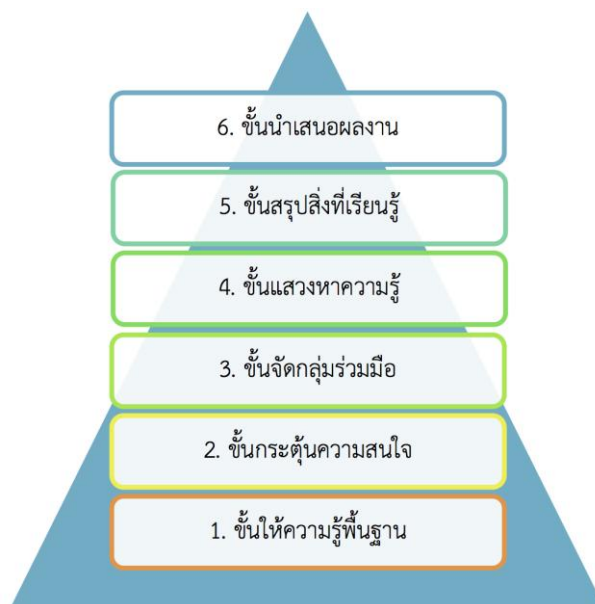 6. ขั้นนำเสนอผลงาน
5. ขั้นสรุปสิ่งที่เรียนรู้
4. ขั้นแสวงหาความรู้
3. ขั้นจัดกลุ่มร่วมมือ
2. ขั้นกระตุ้นความสนใจ
1. ขั้นให้ความรู้พื้นฐาน